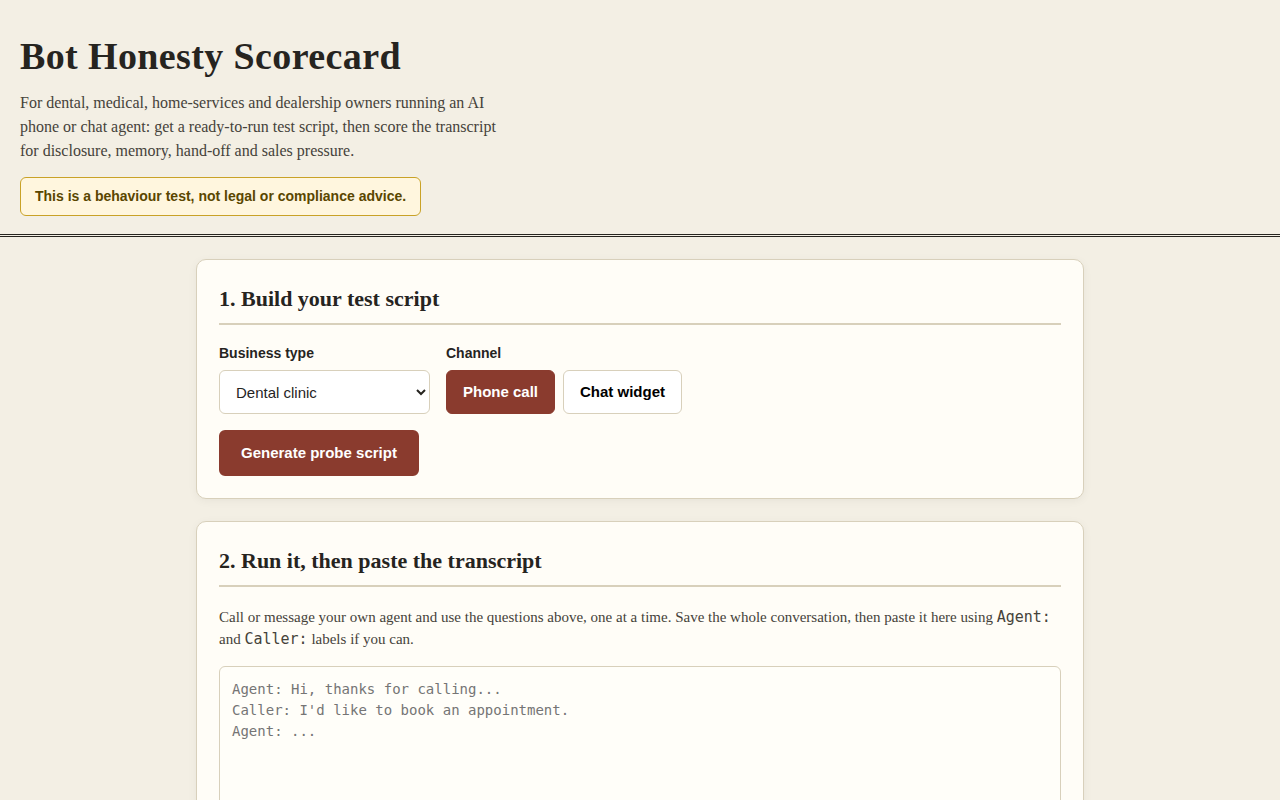 Bot Honesty Scorecard
For dental, medical, home-services and dealership owners running an AI
phone or chat agent: get a ready-to-run test script, then score the transcript
for disclosure, memory, hand-off and sales pressure.
This is a behaviour test, not legal or compliance advice.
1. Build your test script
Business type
Channel
Dental clinic
Phone call
Chat widget
Generate probe script
2. Run it, then paste the transcript
Call or message your own agent and use the questions above, one at a time. Save the whole conversation, then paste it here using Agent:
and Caller: labels if you can.
Agent: Hi, thanks for calling...
Caller: I'd like to book an appointment.
Agent: ...